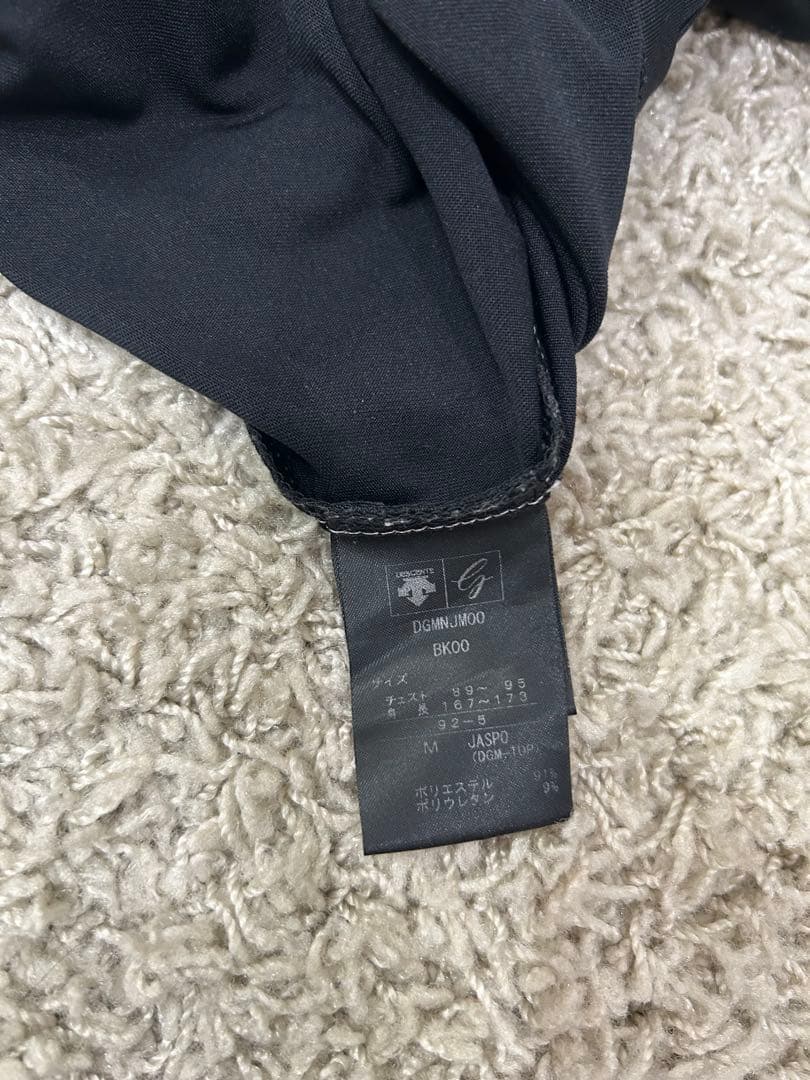 DESCENTE
DGMNJM00
BK00
サイズ
チェスト 89～ 95
身 長 167～173
92-5
M JASPO
(DGM-TOP)
ポリエステル 91%
ポリウレタン 9%